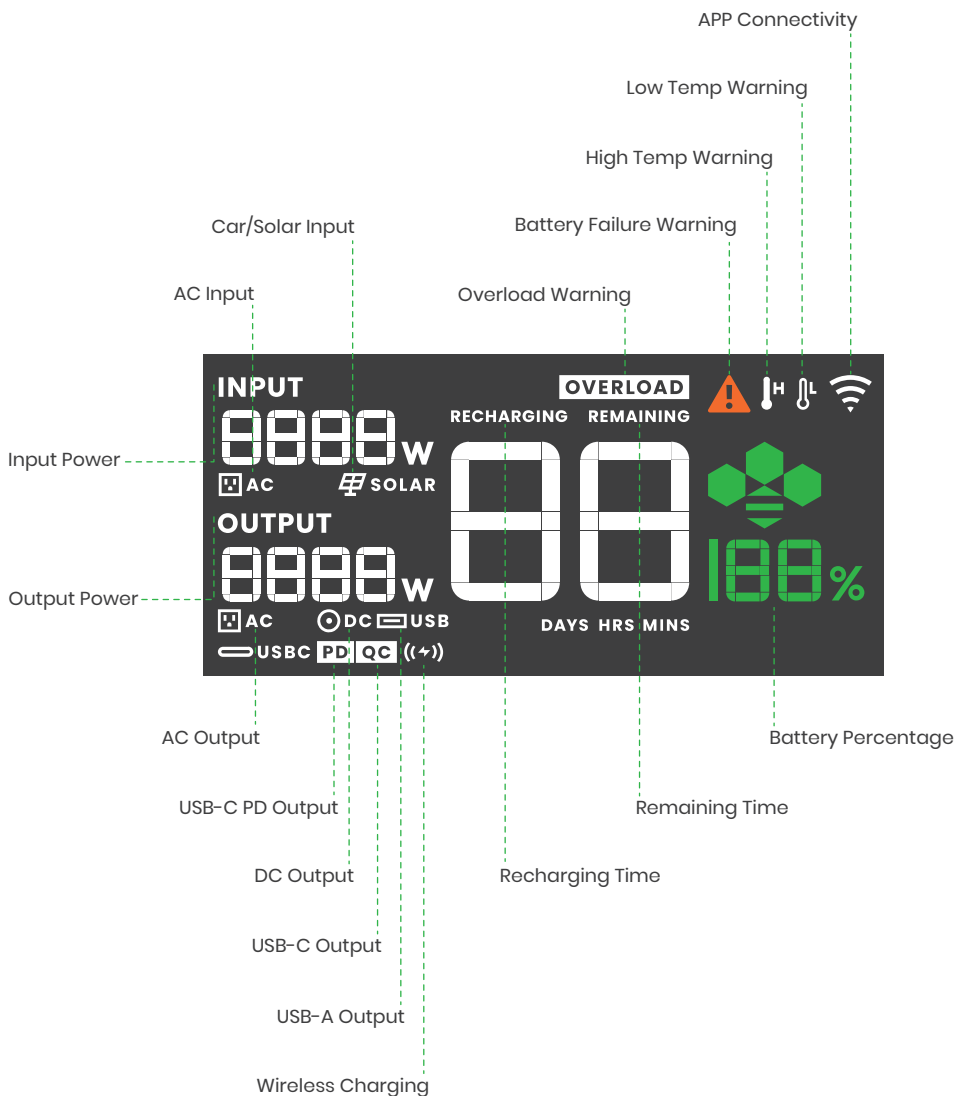 APP Connectivity
Low Temp Warning
High Temp Warning
Car/Solar Input
Battery Failure Warning
AC Input
Overload Warning
INPUT
OVERLOAD
H
L
RECHARGING REMAINING
8888W
Input Power
AC
SOLAR
OUTPUT
88
8888W
188%
Output Power
AC
DC
USB
DAYS HRS MINS
USBC PD QC
AC Output
Battery Percentage
USB-C PD Output
Remaining Time
DC Output
Recharging Time
USB-C Output
USB-A Output
Wireless Charging